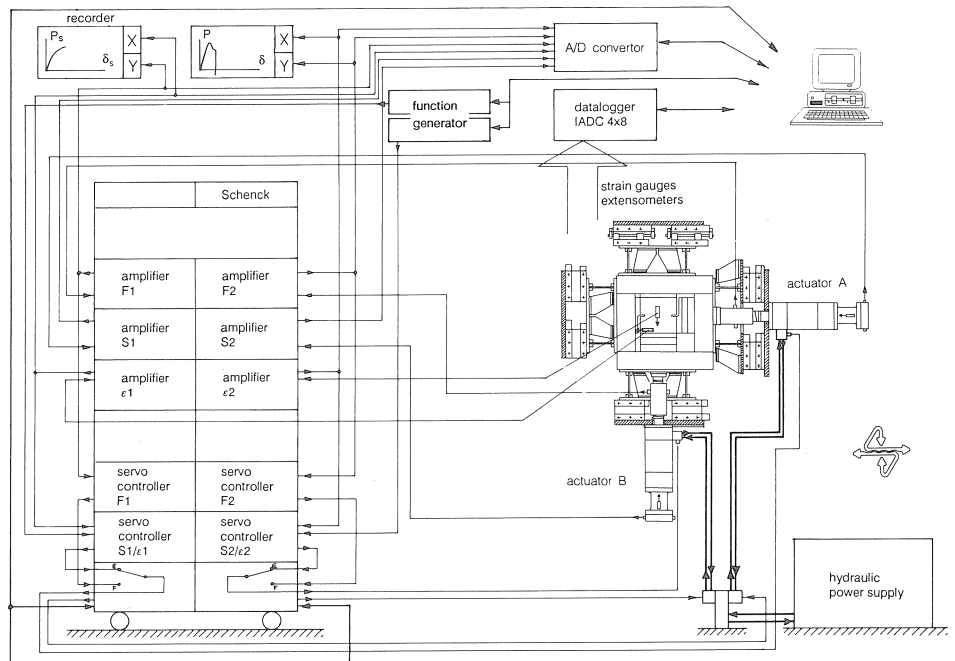 recorder
Ps
δs
X
Y
P
δ
X
Y
A/D convertor
function
generator
datalogger
IADC 4x8
strain gauges
extensometers
Schenck
amplifier
F1
amplifier
F2
amplifier
S1
amplifier
S2
amplifier
ε1
amplifier
ε2
servo
controller
F1
servo
controller
F2
servo
controller
S1/ε1
servo
controller
S2/ε2
ε
F
ε
F
actuator A
actuator B
hydraulic
power supply